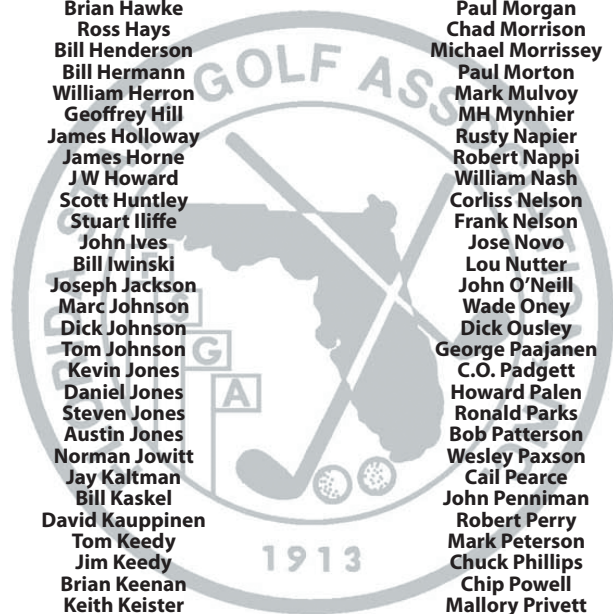 Brian Hawke
Ross Hays
Bill Henderson
Bill Hermann
William Herron
Geoffrey Hill
James Holloway
James Horne
J W Howard
Scott Huntley
Stuart Iliffe
John Ives
Bill Iwinski
Joseph Jackson
Marc Johnson
Dick Johnson
Tom Johnson
Kevin Jones
Daniel Jones
Steven Jones
Austin Jones
Norman Jowitt
Jay Kaltman
Bill Kaskel
David Kauppinen
Tom Keedy
Jim Keedy
Brian Keenan
Keith Keister
Paul Morgan
Chad Morrison
Michael Morrissey
Paul Morton
Mark Mulvoy
MH Mynhier
Rusty Napier
Robert Nappi
William Nash
Corliss Nelson
Frank Nelson
Jose Novo
Lou Nutter
John O’Neill
Wade Oney
Dick Ousley
George Paajanen
C.O. Padgett
Howard Palen
Ronald Parks
Bob Patterson
Wesley Paxson
Cail Pearce
John Penniman
Robert Perry
Mark Peterson
Chuck Phillips
Chip Powell
Mallory Privett
FLORIDA STATE GOLF ASSOCIATION
S
G
A
1913